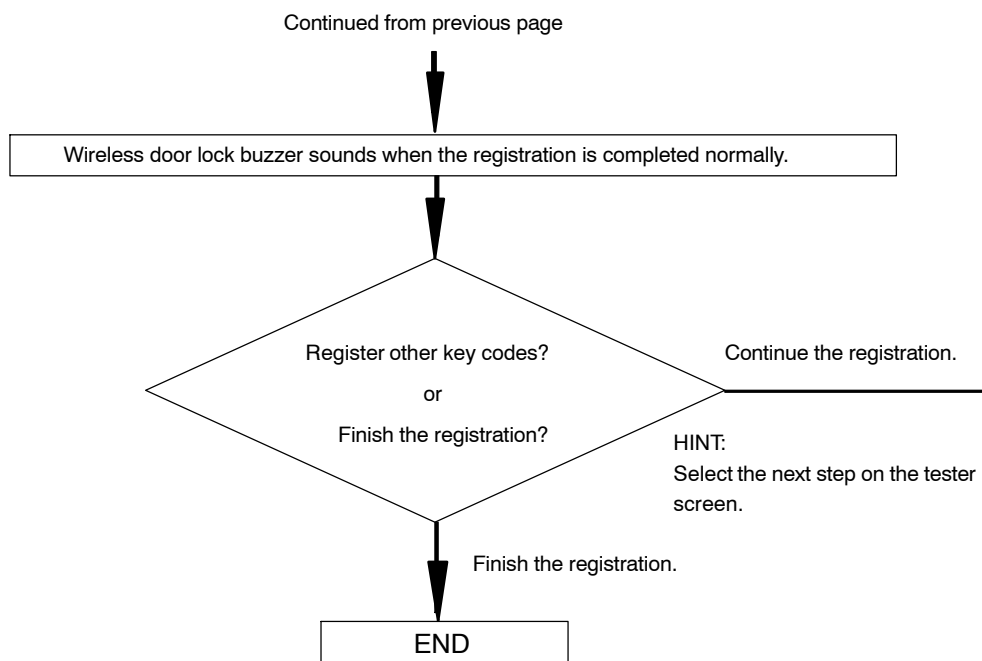 Continued from previous page
Wireless door lock buzzer sounds when the registration is completed normally.
Register other key codes?
or
Finish the registration?
Continue the registration.
HINT:
Select the next step on the tester
screen.
Finish the registration.
END